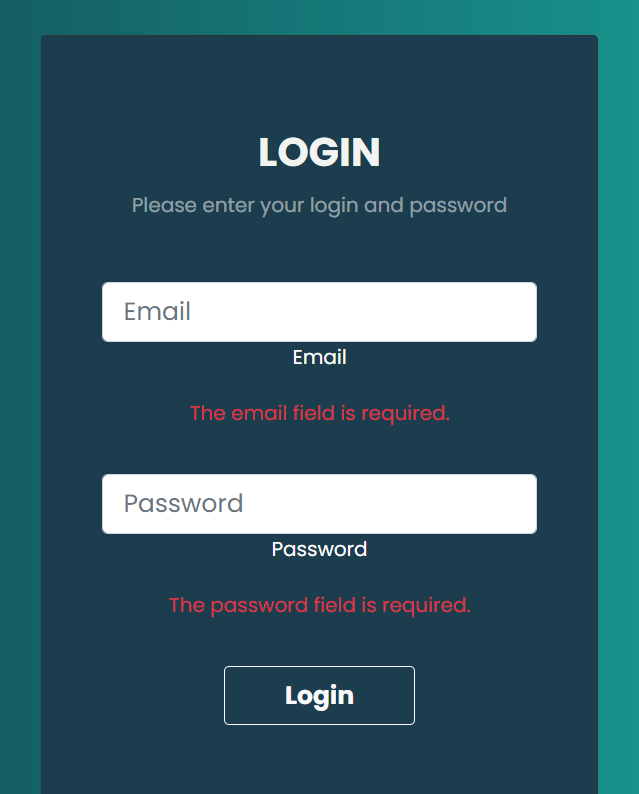 LOGIN
Please enter your login and password
Email
Email
The email field is required.
Password
Password
The password field is required.
Login